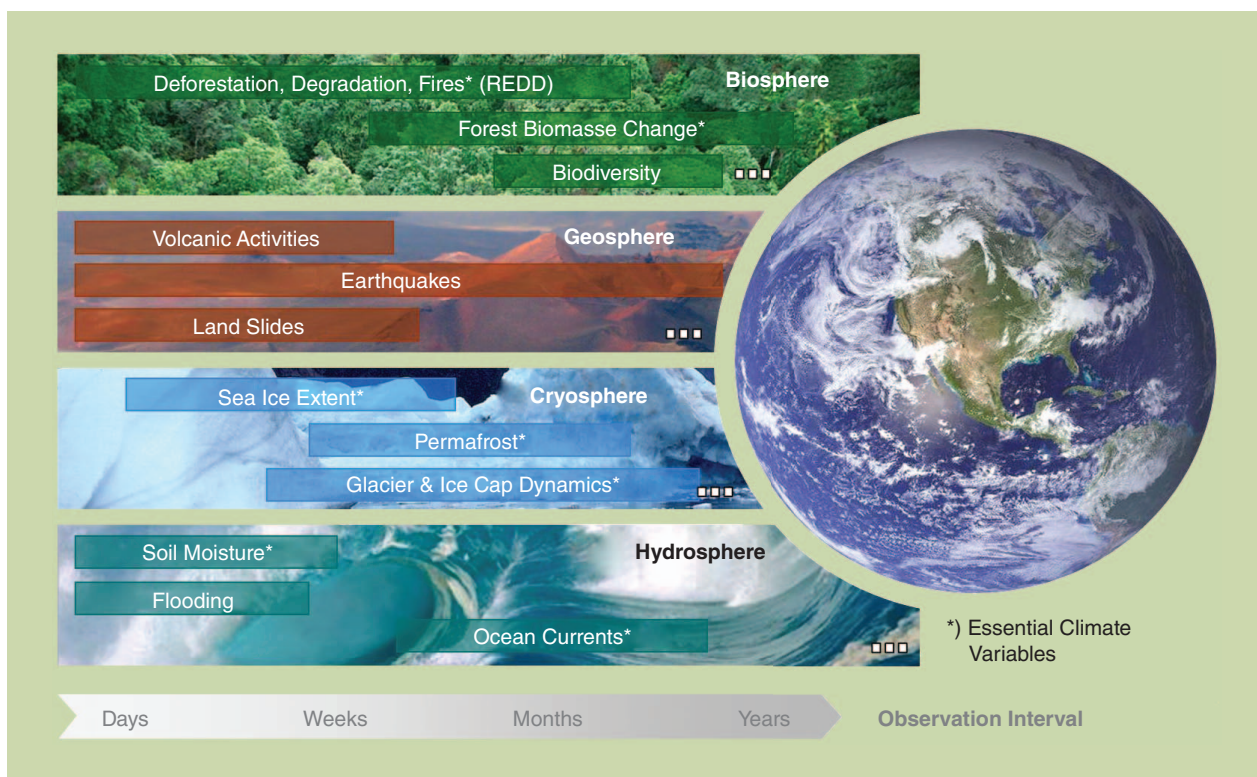 Deforestation, Degradation, Fires* (REDD)
Biosphere
Forest Biomasse Change*
Biodiversity
Volcanic Activities
Geosphere
Earthquakes
Land Slides
Sea Ice Extent*
Cryosphere
Permafrost*
Glacier & Ice Cap Dynamics*
Soil Moisture*
Hydrosphere
Flooding
Ocean Currents*
*) Essential Climate
Variables
Days
Weeks
Months
Years
Observation Interval